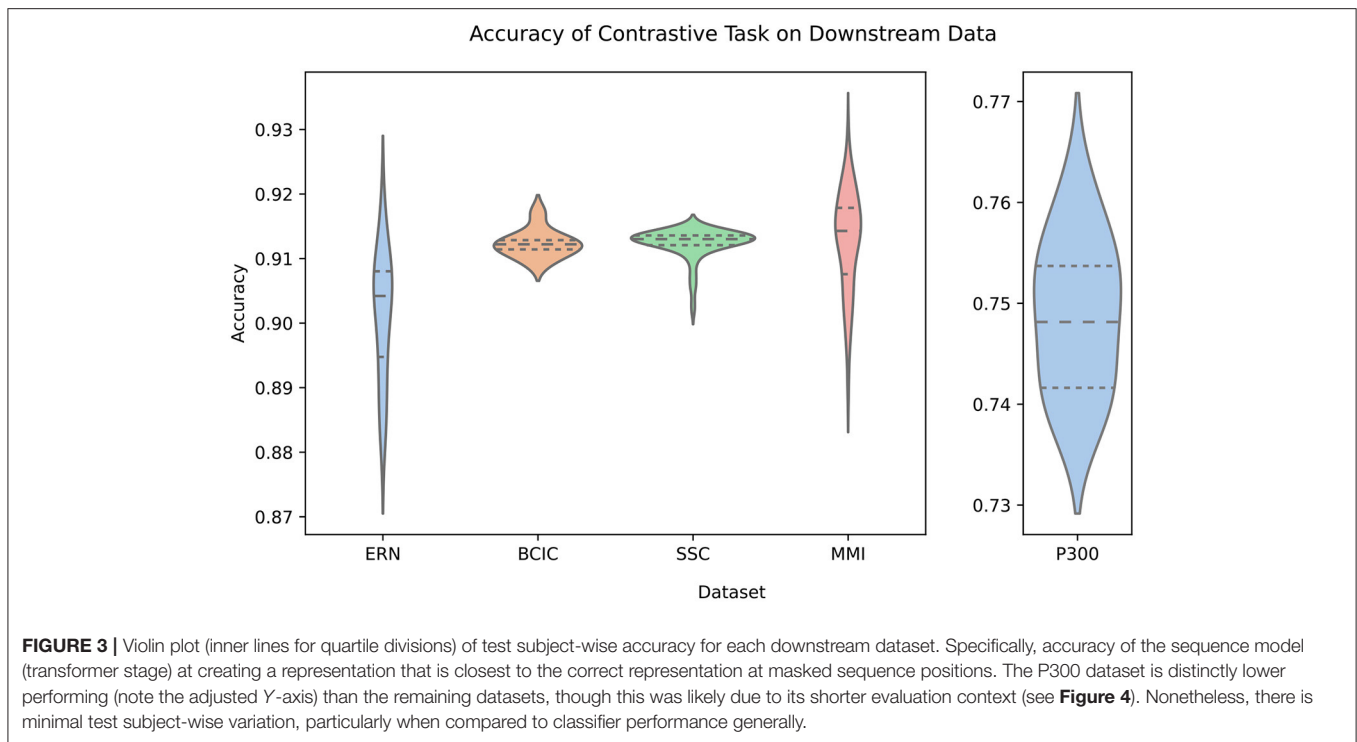 Accuracy of Contrastive Task on Downstream Data
0.93
0.92
0.91
0.90
0.89
0.88
0.87
Accuracy
ERN BCIC SSC MMI
Dataset
0.77
0.76
0.75
0.74
0.73
P300
FIGURE 3 | Violin plot (inner lines for quartile divisions) of test subject-wise accuracy for each downstream dataset. Specifically, accuracy of the sequence model
(transformer stage) at creating a representation that is closest to the correct representation at masked sequence positions. The P300 dataset is distinctly lower
performing (note the adjusted Y-axis) than the remaining datasets, though this was likely due to its shorter evaluation context (see Figure 4). Nonetheless, there is
minimal test subject-wise variation, particularly when compared to classifier performance generally.